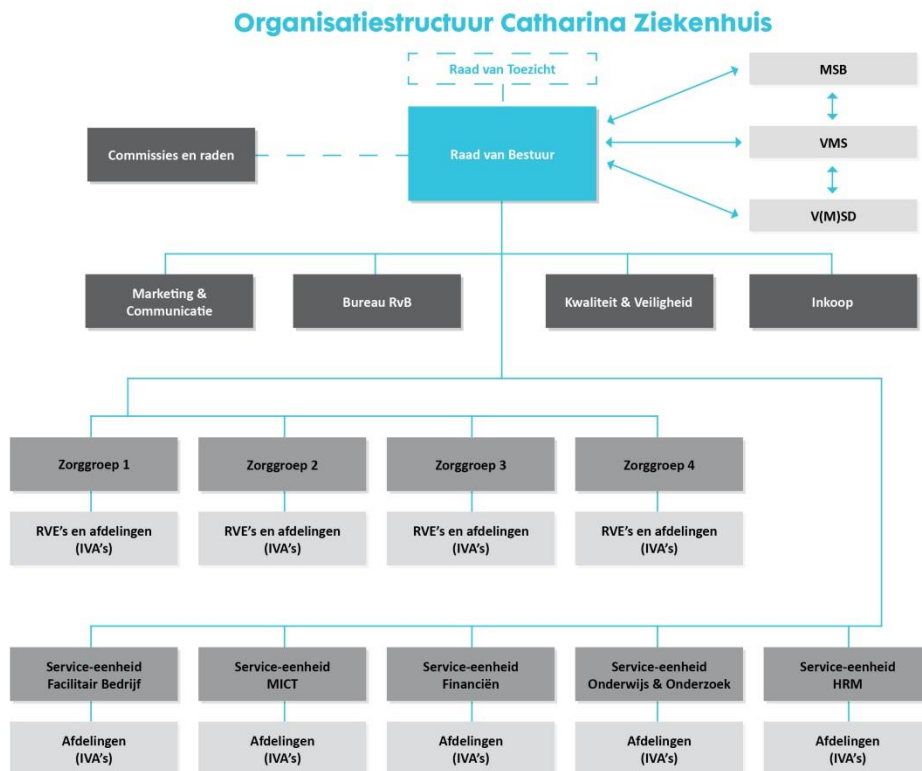 Organisatiestructuur Catharina Ziekenhuis
Raad van Toezicht
MSB
Commissies en raden
Raad van Bestuur
VMS
V(M)SD
Marketing &
Communicatie
Bureau RvB
Kwaliteit & Veiligheid
Inkoop
Zorggroep 1
Zorggroep 2
Zorggroep 3
Zorggroep 4
RVE’s en afdelingen
(IVA’s)
RVE’s en afdelingen
(IVA’s)
RVE’s en afdelingen
(IVA’s)
RVE’s en afdelingen
(IVA’s)
Service-eenheid
Facilitair Bedrijf
Service-eenheid
MICT
Service-eenheid
Financiën
Service-eenheid
Onderwijs & Onderzoek
Service-eenheid
HRM
Afdelingen
(IVA’s)
Afdelingen
(IVA’s)
Afdelingen
(IVA’s)
Afdelingen
(IVA’s)
Afdelingen
(IVA’s)